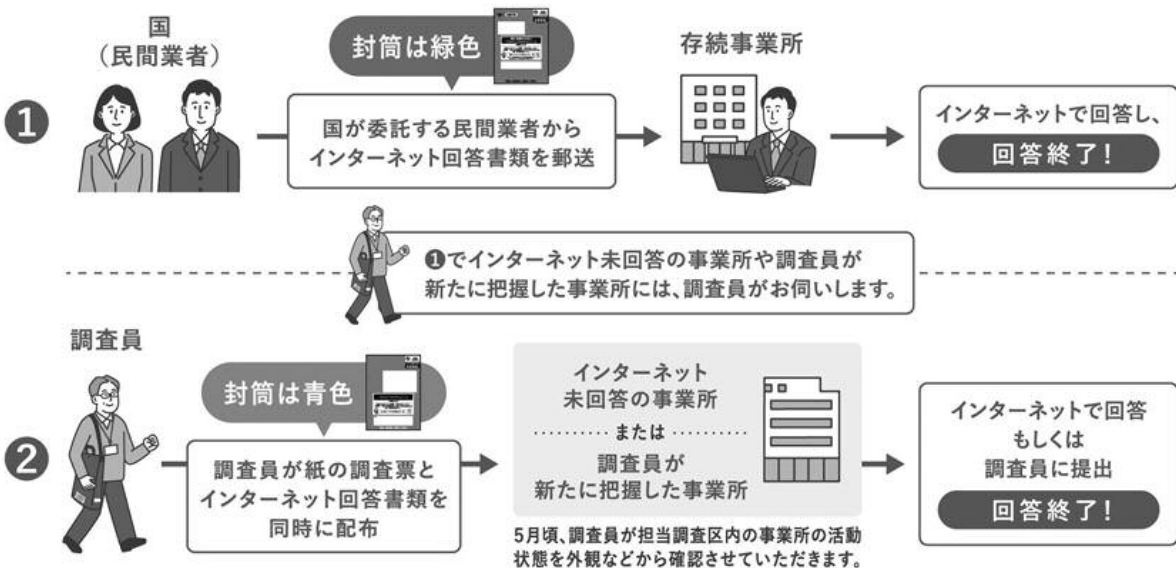 国
(民間業者)
封筒は緑色
存続事業所
❶
国が委託する民間業者から
インターネット回答書類を郵送
インターネットで回答し、
回答終了!
❶でインターネット未回答の事業所や調査員が
新たに把握した事業所には、調査員がお伺いします。
調査員
封筒は青色
❷
調査員が紙の調査票と
インターネット回答書類を
同時に配布
インターネット
未回答の事業所
または
調査員が
新たに把握した事業所
5月頃、調査員が担当調査区内の事業所の活動
状態を外観などから確認させていただきます。
インターネットで回答
もしくは
調査員に提出
回答終了!